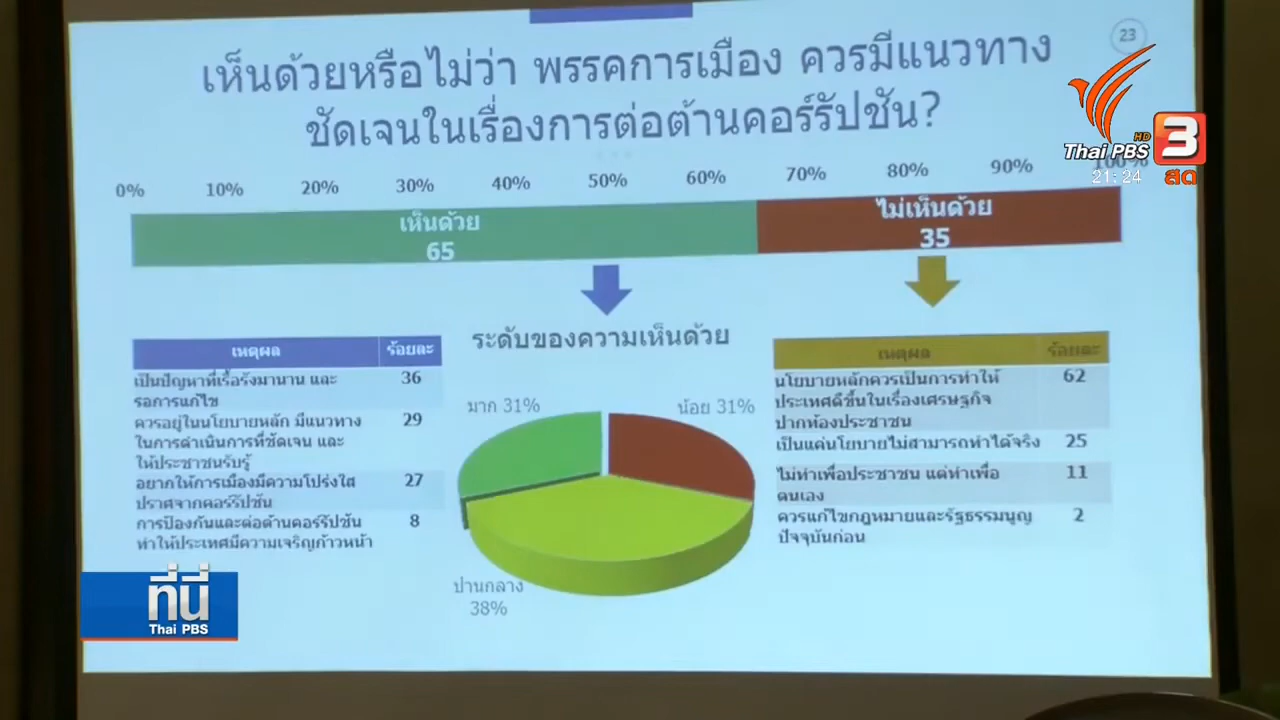 23
เห็นด้วยหรือไม่ว่า พรรคการเมือง ควรมีแนวทาง
ชัดเจนในเรื่องการต่อต้านคอร์รัปชัน?
Thai PBS HD 3
21:24 สด
0% 10% 20% 30% 40% 50% 60% 70% 80% 90% 100%
เห็นด้วย
65
ไม่เห็นด้วย
35
ระดับของความเห็นด้วย
เหตุผล ร้อยละ
เป็นปัญหาที่เรื้อรังมานาน และ 36
รอการแก้ไข
ควรอยู่ในนโยบายหลัก มีแนวทาง 29
ในการดำเนินการที่ชัดเจน และ
ให้ประชาชนรับรู้
อยากให้การเมืองมีความโปร่งใส 27
ปราศจากคอร์รัปชัน
การป้องกันและต่อต้านคอร์รัปชัน 8
ทำให้ประเทศมีความเจริญก้าวหน้า
มาก 31%
น้อย 31%
ปานกลาง
38%
เหตุผล ร้อยละ
นโยบายหลักควรเป็นการทำให้ 62
ประเทศดีขึ้นในเรื่องเศรษฐกิจ
ปากท้องประชาชน
เป็นแค่นโยบายไม่สามารถทำได้จริง 25
ไม่ทำเพื่อประชาชน แต่ทำเพื่อ 11
ตนเอง
ควรแก้ไขกฎหมายและรัฐธรรมนูญ 2
ปัจจุบันก่อน
ที่นี่
Thai PBS